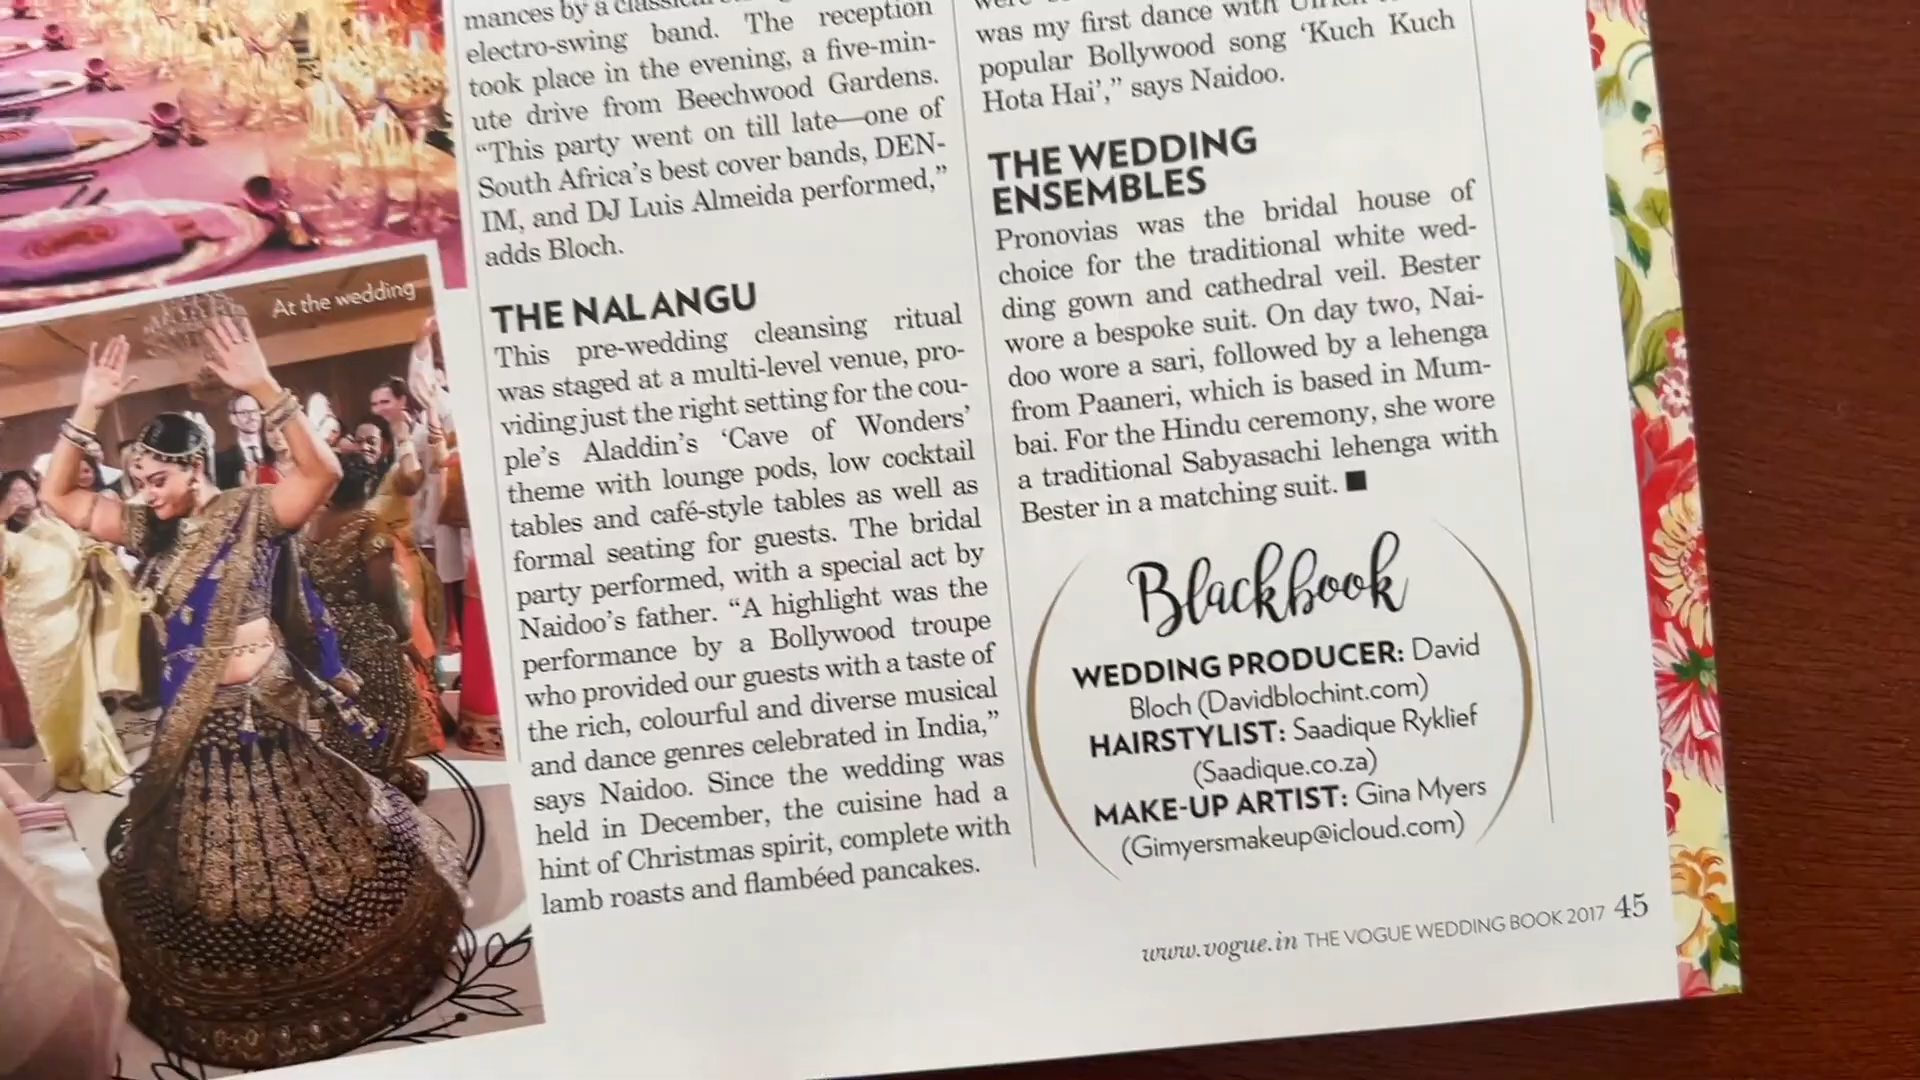 mances by a classical
electro-swing band. The reception
took place in the evening, a five-min-
ute drive from Beechwood Gardens.
“This party went on till late—one of
South Africa’s best cover bands, DEN-
IM, and DJ Luis Almeida performed,”
adds Bloch.
THE NALANGU
This pre-wedding cleansing ritual
was staged at a multi-level venue, pro-
viding just the right setting for the cou-
ple’s Aladdin’s ‘Cave of Wonders’
theme with lounge pods, low cocktail
tables and café-style tables as well as
formal seating for guests. The bridal
party performed, with a special act by
Naidoo’s father. “A highlight was the
performance by a Bollywood troupe
who provided our guests with a taste of
the rich, colourful and diverse musical
and dance genres celebrated in India,”
says Naidoo. Since the wedding was
held in December, the cuisine had a
hint of Christmas spirit, complete with
lamb roasts and flambéed pancakes.
At the wedding
was my first dance with
popular Bollywood song ‘Kuch Kuch
Hota Hai’,” says Naidoo.
THE WEDDING
ENSEMBLES
Pronovias was the bridal house of
choice for the traditional white wed-
ding gown and cathedral veil. Bester
wore a bespoke suit. On day two, Nai-
doo wore a sari, followed by a lehenga
from Paaneri, which is based in Mum-
bai. For the Hindu ceremony, she wore
a traditional Sabyasachi lehenga with
Bester in a matching suit. ■
Blackbook
WEDDING PRODUCER: David
Bloch (Davidblochint.com)
HAIRSTYLIST: Saadique Ryklief
(Saadique.co.za)
MAKE-UP ARTIST: Gina Myers
(Gimyersmakeup@icloud.com)
www.vogue.in THE VOGUE WEDDING BOOK 2017 45